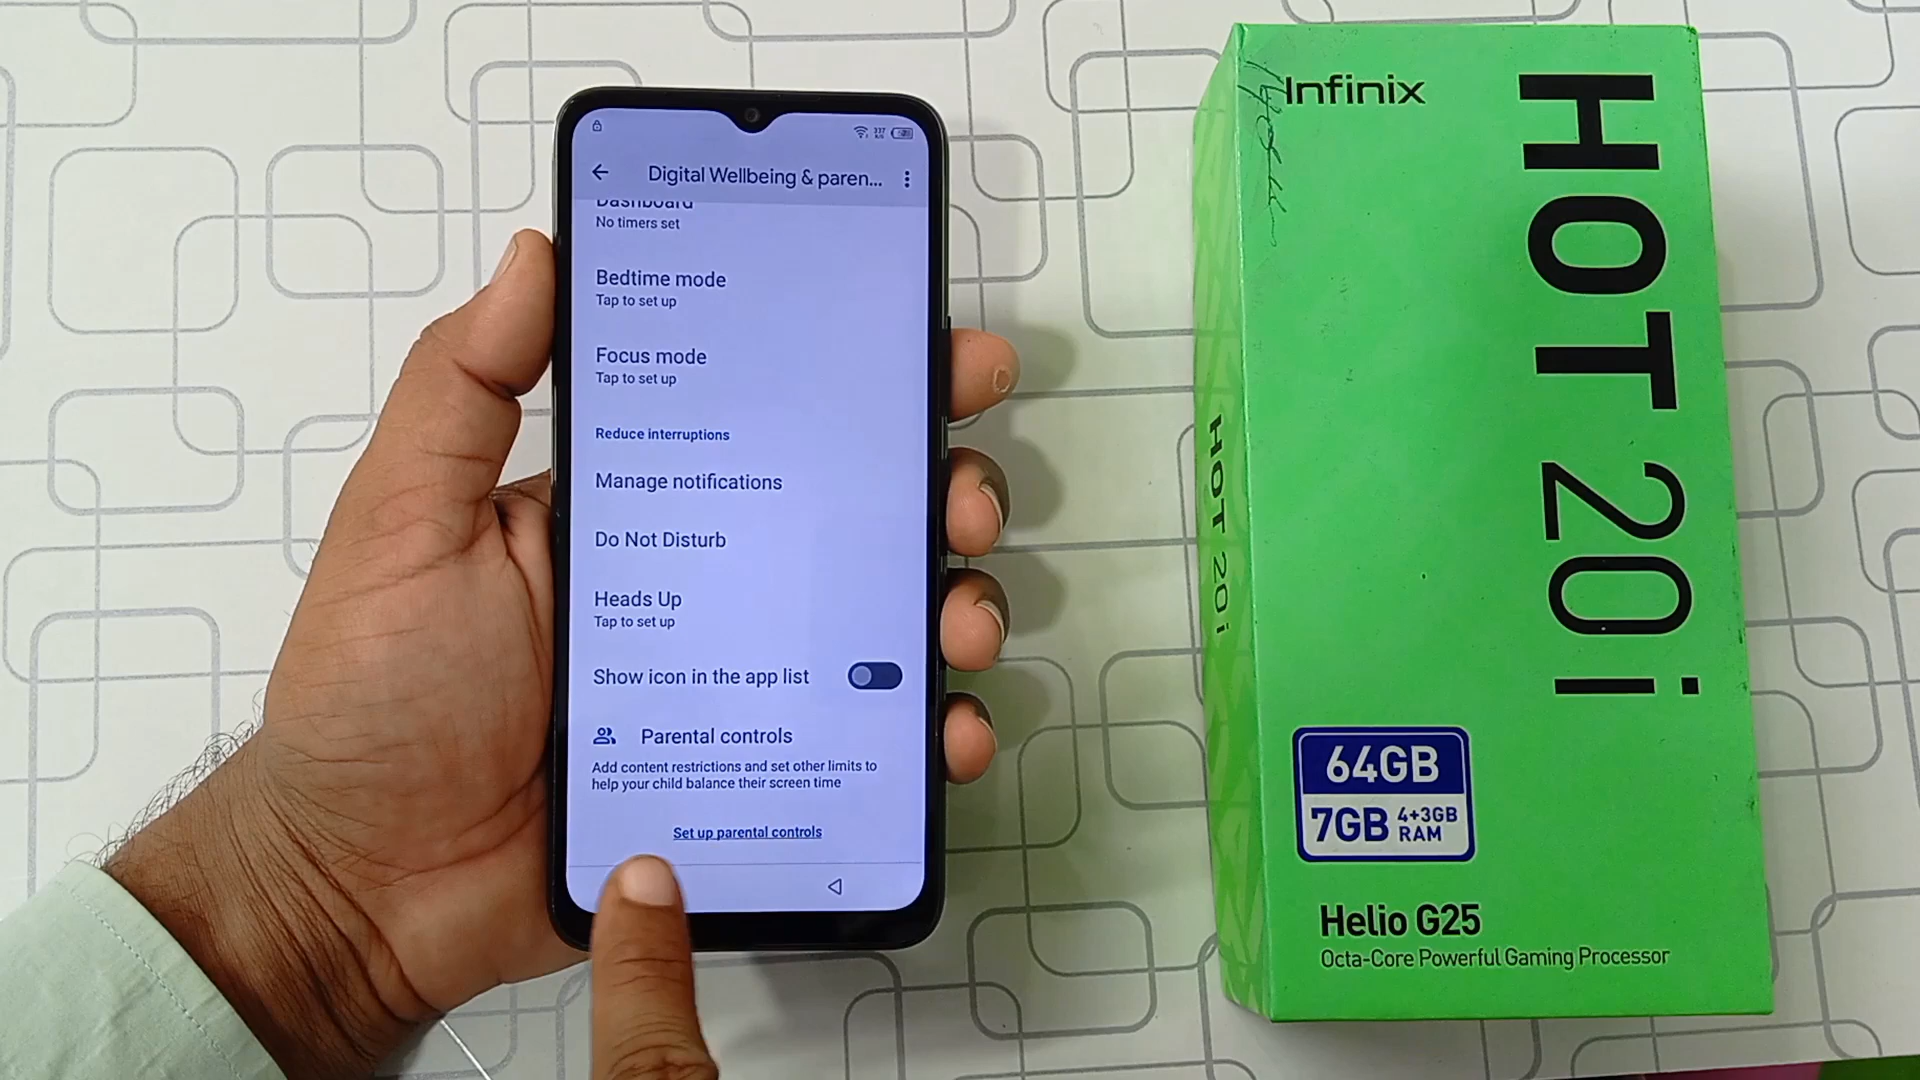 Digital Wellbeing & paren...
Dashboard
No timers set
Bedtime mode
Tap to set up
Focus mode
Tap to set up
Reduce interruptions
Manage notifications
Do Not Disturb
Heads Up
Tap to set up
Show icon in the app list
Parental controls
Add content restrictions and set other limits to
help your child balance their screen time
Set up parental controls
Infinix
HOT 20i
HOT 20i
64GB
7GB 4+3GB
RAM
Helio G25
Octa-Core Powerful Gaming Processor